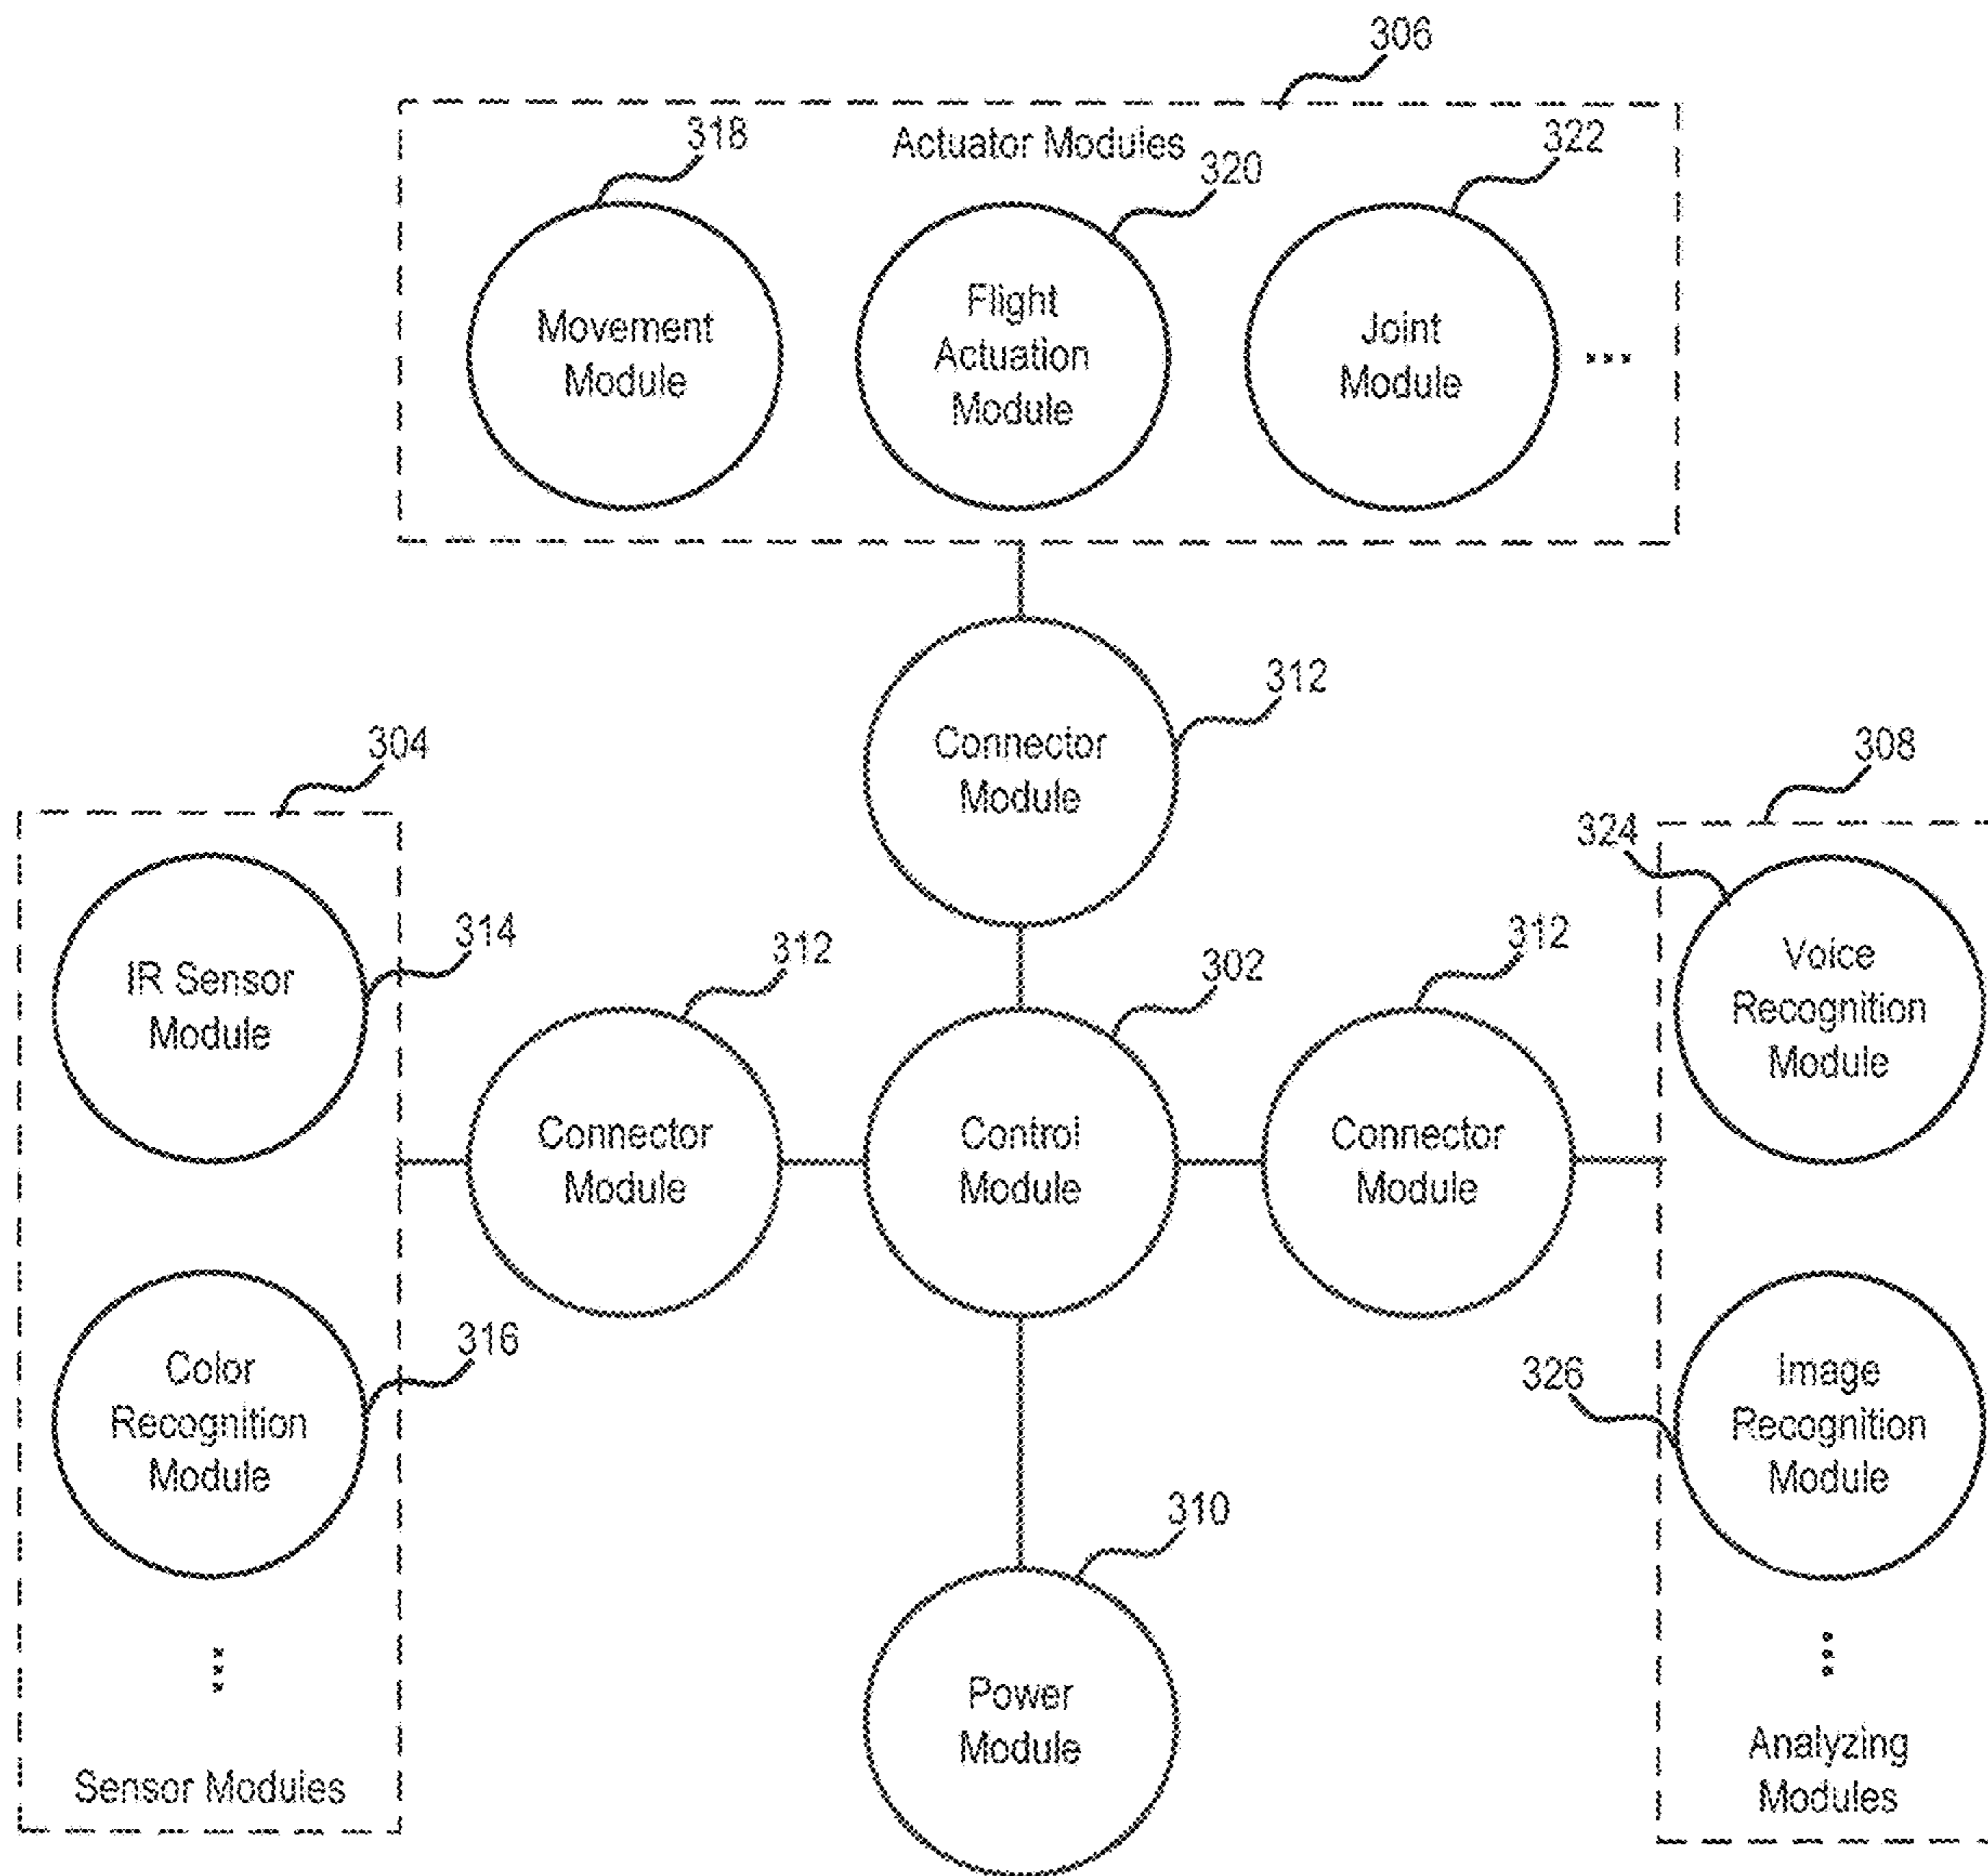 306
318
Actuator Modules
320
322
Movement
Module
Flight
Actuation
Module
Joint
Module
...
312
Connector
Module
304
308
324
IR Sensor
Module
314
312
302
312
Voice
Recognition
Module
Connector
Module
Control
Module
Connector
Module
316
Color
Recognition
Module
326
Image
Recognition
Module
310
Power
Module
...
...
Sensor Modules
Analyzing
Modules